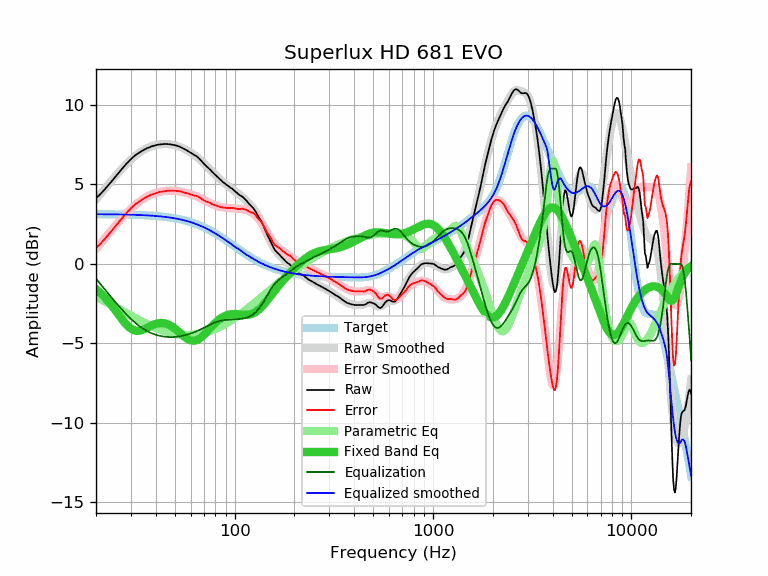 Superlux HD 681 EVO
Amplitude (dBr)
10
5
0
−5
−10
−15
Target
Raw Smoothed
Error Smoothed
Raw
Error
Parametric Eq
Fixed Band Eq
Equalization
Equalized smoothed
100
1000
10000
Frequency (Hz)